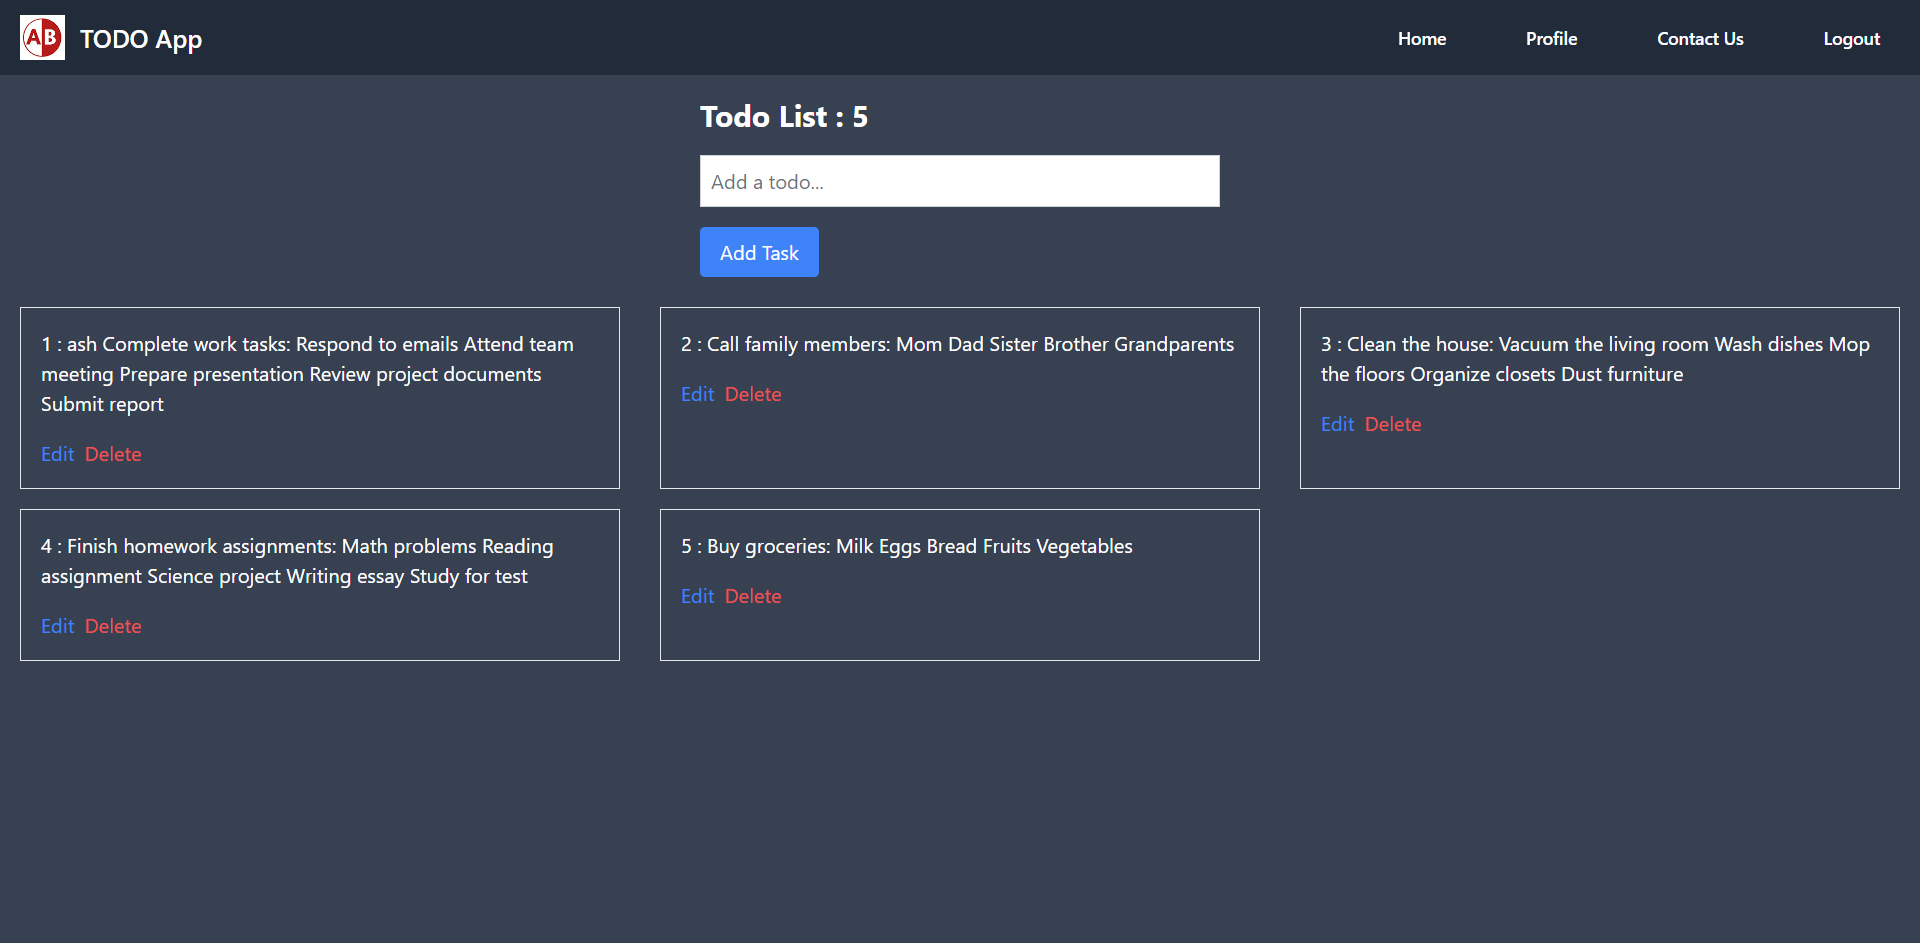 AB TODO App Home Profile Contact Us Logout
Todo List : 5
Add a todo...
Add Task
1 : ash Complete work tasks: Respond to emails Attend team
meeting Prepare presentation Review project documents
Submit report
Edit Delete
2 : Call family members: Mom Dad Sister Brother Grandparents
Edit Delete
3 : Clean the house: Vacuum the living room Wash dishes Mop
the floors Organize closets Dust furniture
Edit Delete
4 : Finish homework assignments: Math problems Reading
assignment Science project Writing essay Study for test
Edit Delete
5 : Buy groceries: Milk Eggs Bread Fruits Vegetables
Edit Delete